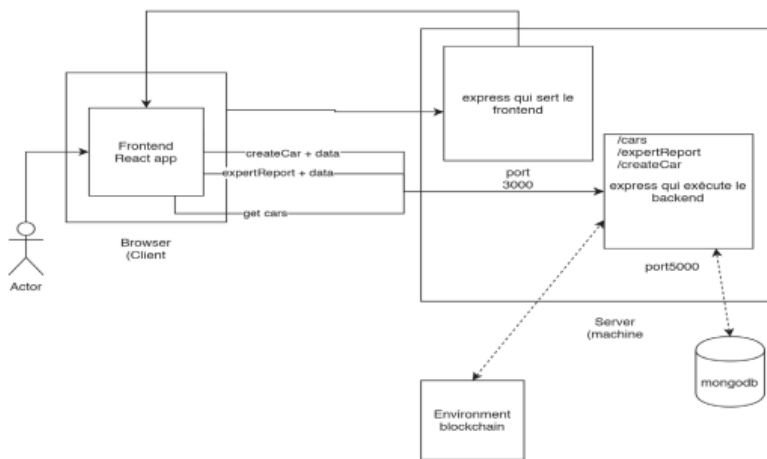 express qui sert le
frontend
Frontend
React app
createCar + data
expertReport + data
get cars
Browser
(Client
Actor
port
3000
/cars
/expertReport
/createCar
express qui exécute le
backend
port5000
Server
(machine
mongodb
Environment
blockchain